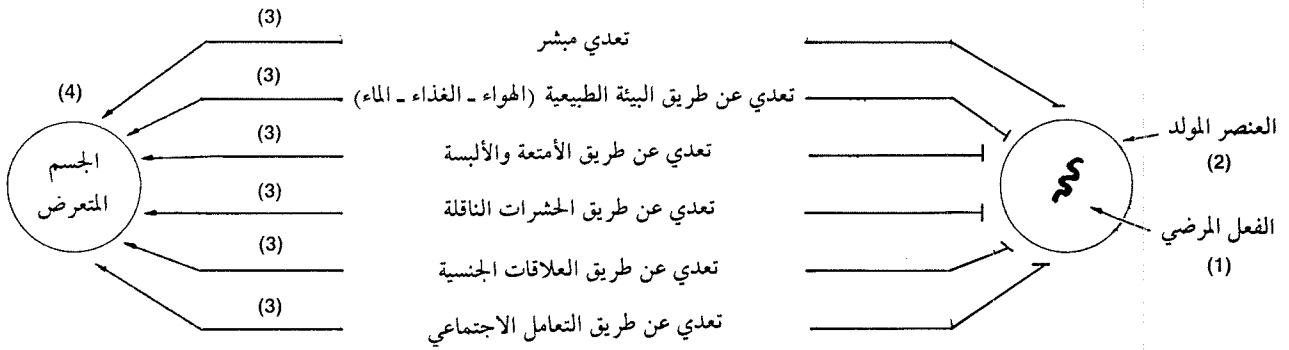 (3)
تعدي مبشر
(3)
تعدي عن طريق البيئة الطبيعية (الهواء ـ الغذاء ـ الماء)
(4)
العنصر المولد
(2)
(3)
تعدي عن طريق الأمتعة والألبسة
الجسم
المتعرض
(3)
تعدي عن طريق الحشرات الناقلة
الفعل المرضي
(1)
(3)
تعدي عن طريق العلاقات الجنسية
(3)
تعدي عن طريق التعامل الاجتماعي